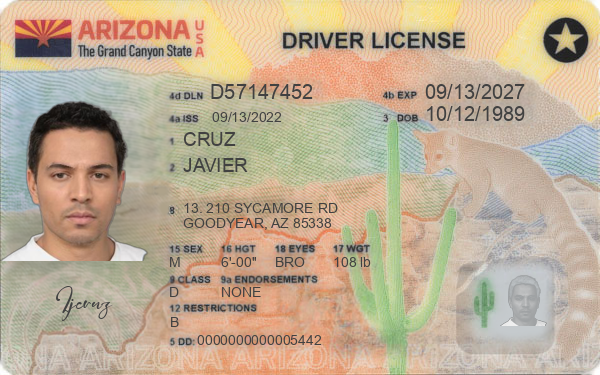 ARIZONA USA
The Grand Canyon State
DRIVER LICENSE
4d DLN D57147452 4b EXP 09/13/2027
4a ISS 09/13/2022 3 DOB 10/12/1989
1 CRUZ
2 JAVIER
8 13. 210 SYCAMORE RD
GOODYEAR, AZ 85338
15 SEX 16 HGT 18 EYES 17 WGT
M 6'-00" BRO 108 lb
9 CLASS 9a ENDORSEMENTS
D NONE
12 RESTRICTIONS
B
Jjcruz
5 DD: 0000000000005442
ARIZONA ARIZONA ARIZONA ARIZONA